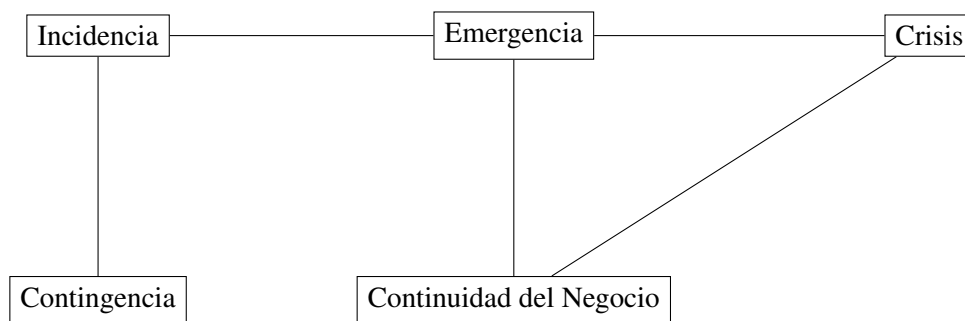 Incidencia
Emergencia
Crisis
Contingencia
Continuidad del Negocio